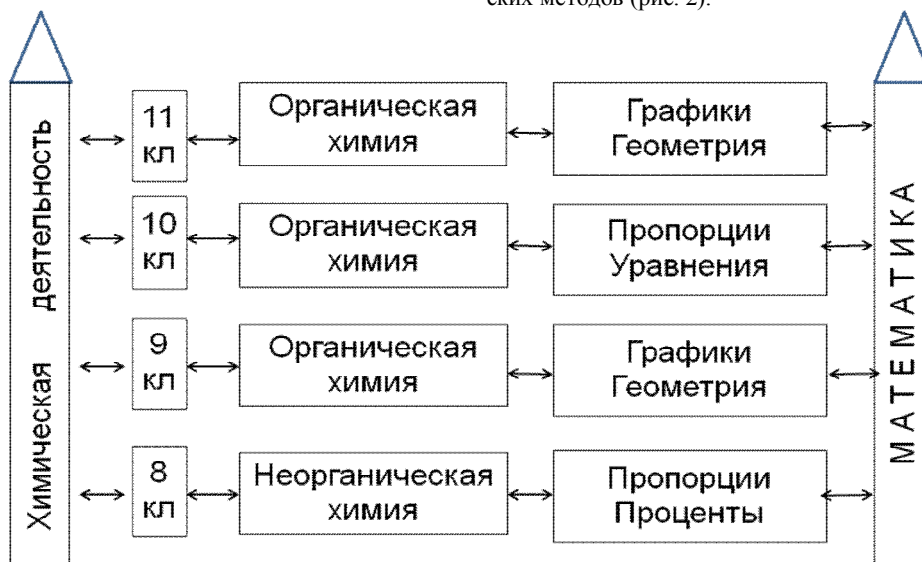 ских методов (рис. 2).
Химическая деятельность
11
кл
Органическая
химия
Графики
Геометрия
10
кл
Органическая
химия
Пропорции
Уравнения
9
кл
Органическая
химия
Графики
Геометрия
8
кл
Неорганическая
химия
Пропорции
Проценты
МАТЕМАТИКА